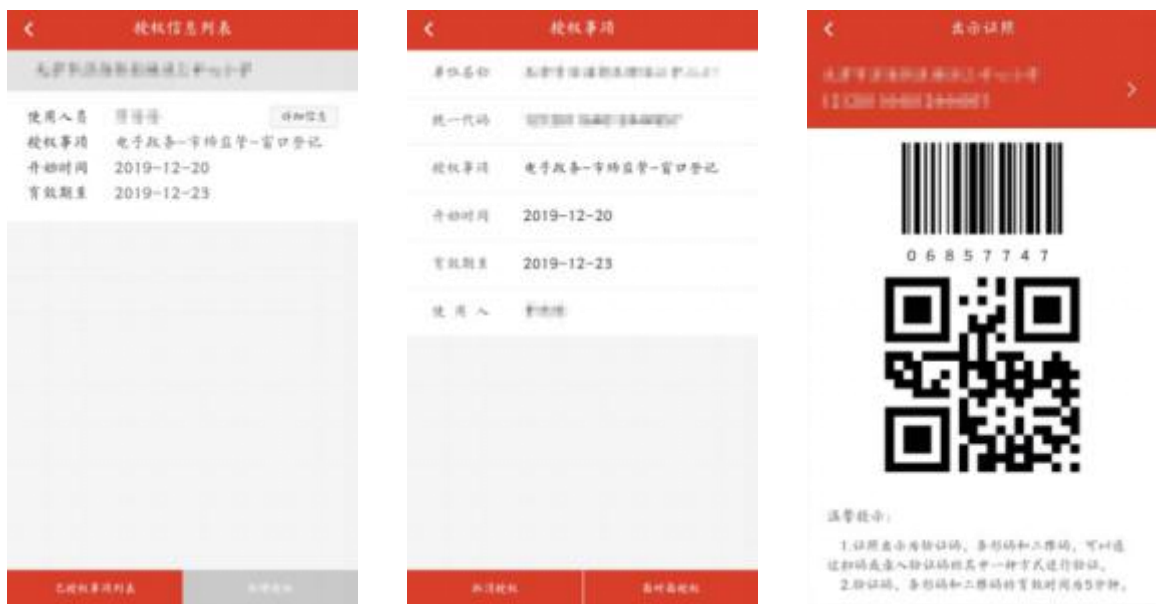 授权信息列表
使用人员
详细信息
授权事项 电子政务-市场监管-窗口登记
开始时间 2019-12-20
有效期至 2019-12-23
已授权事项列表
授权事项
单位名称
统一代码
授权事项 电子政务-市场监管-窗口登记
开始时间 2019-12-20
有效期至 2019-12-23
使 用 人
取消授权
面对面授权
出示证照
06857747
温馨提示：
1.证照出示为验证码、条形码和二维码，可以通
过扫码或录入验证码的其中一种方式进行验证。
2.验证码、条形码和二维码的有效时间为5分钟。